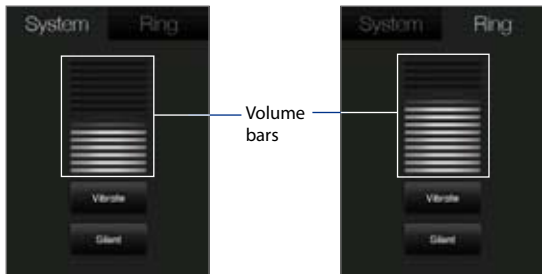 System Ring
Vibrate
Silent
Volume
bars
System Ring
Vibrate
Silent